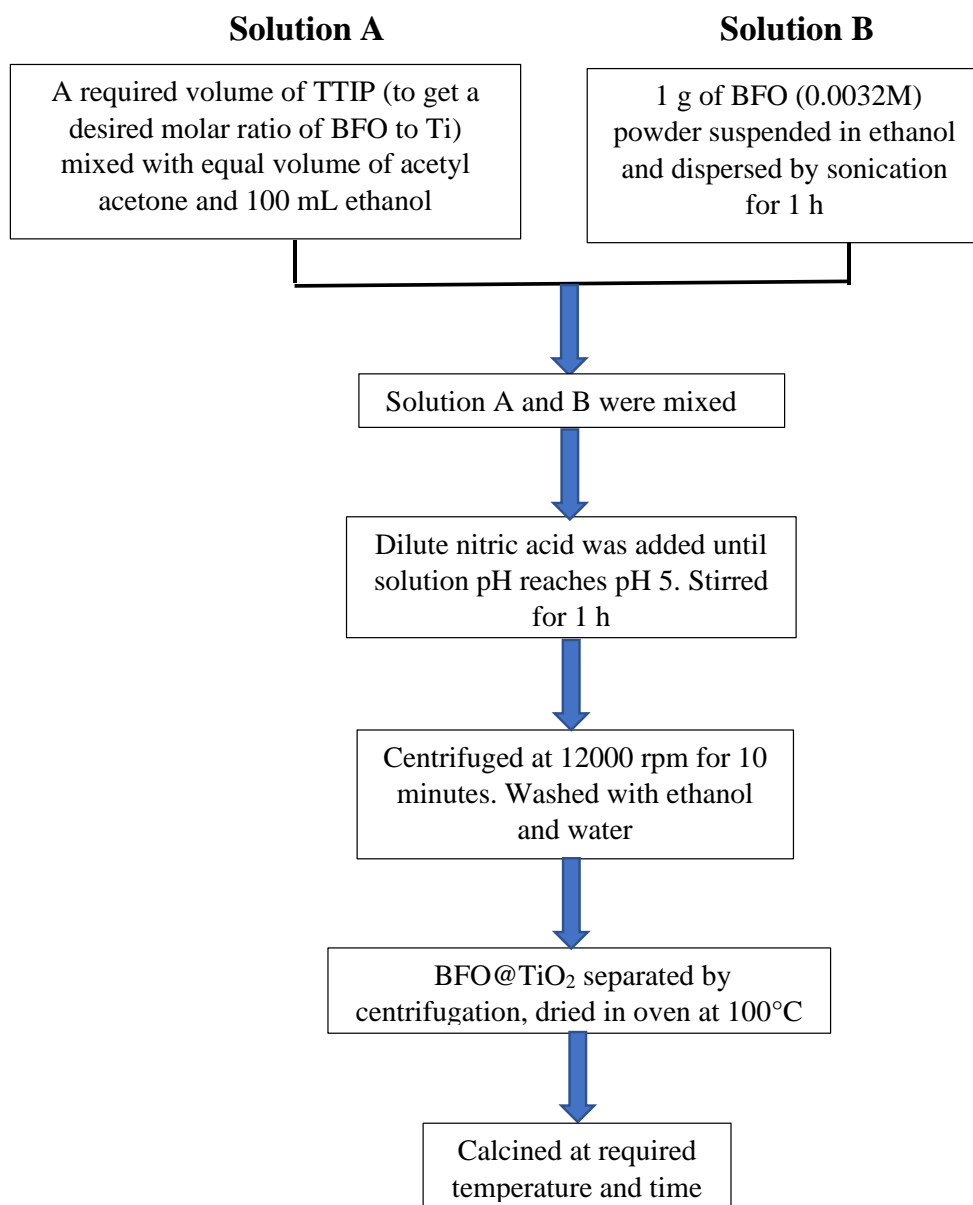 Solution A
Solution B
A required volume of TTIP (to get a
desired molar ratio of BFO to Ti)
mixed with equal volume of acetyl
acetone and 100 mL ethanol
1 g of BFO (0.0032M)
powder suspended in ethanol
and dispersed by sonication
for 1 h
Solution A and B were mixed
Dilute nitric acid was added until
solution pH reaches pH 5. Stirred
for 1 h
Centrifuged at 12000 rpm for 10
minutes. Washed with ethanol
and water
BFO@TiO₂ separated by
centrifugation, dried in oven at 100°C
Calcined at required
temperature and time